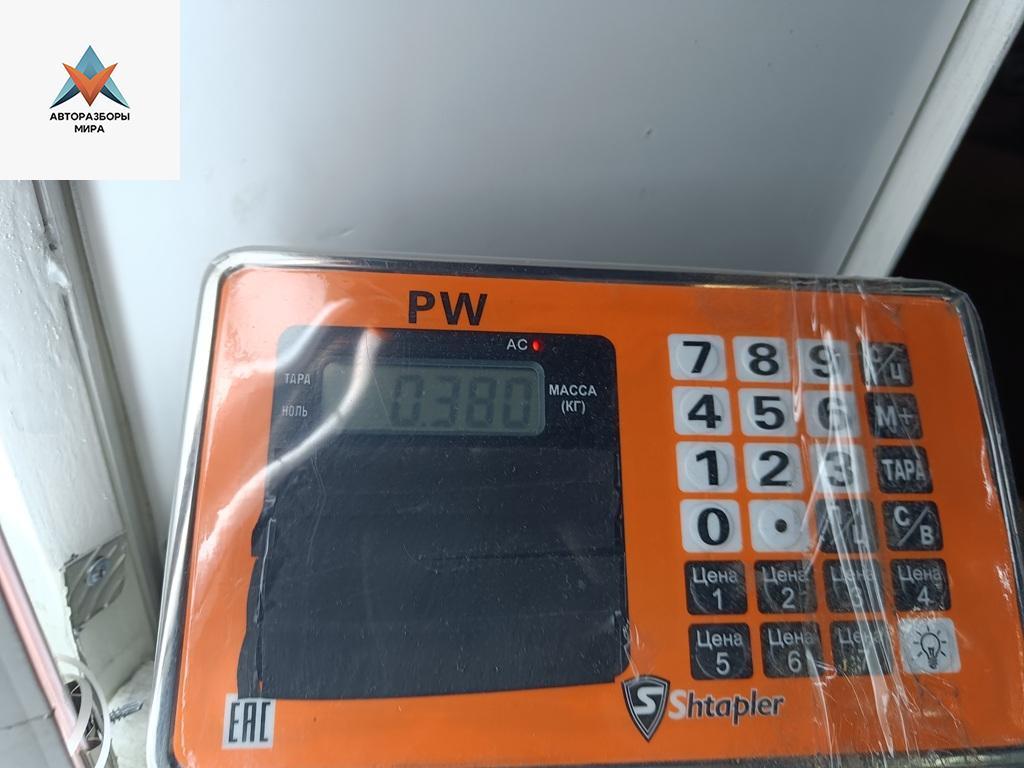 АВТОРАЗБОРЫ
МИРА
PW
AC
ТАРА
НОЛЬ
0.380
МАССА
(КГ)
7 8 9
4 5 6 М+
1 2 3 ТАРА
0 . С/В
Цена 1 Цена 2 Цена 3 Цена 4
Цена 5 Цена 6
EAC
S Shtapler